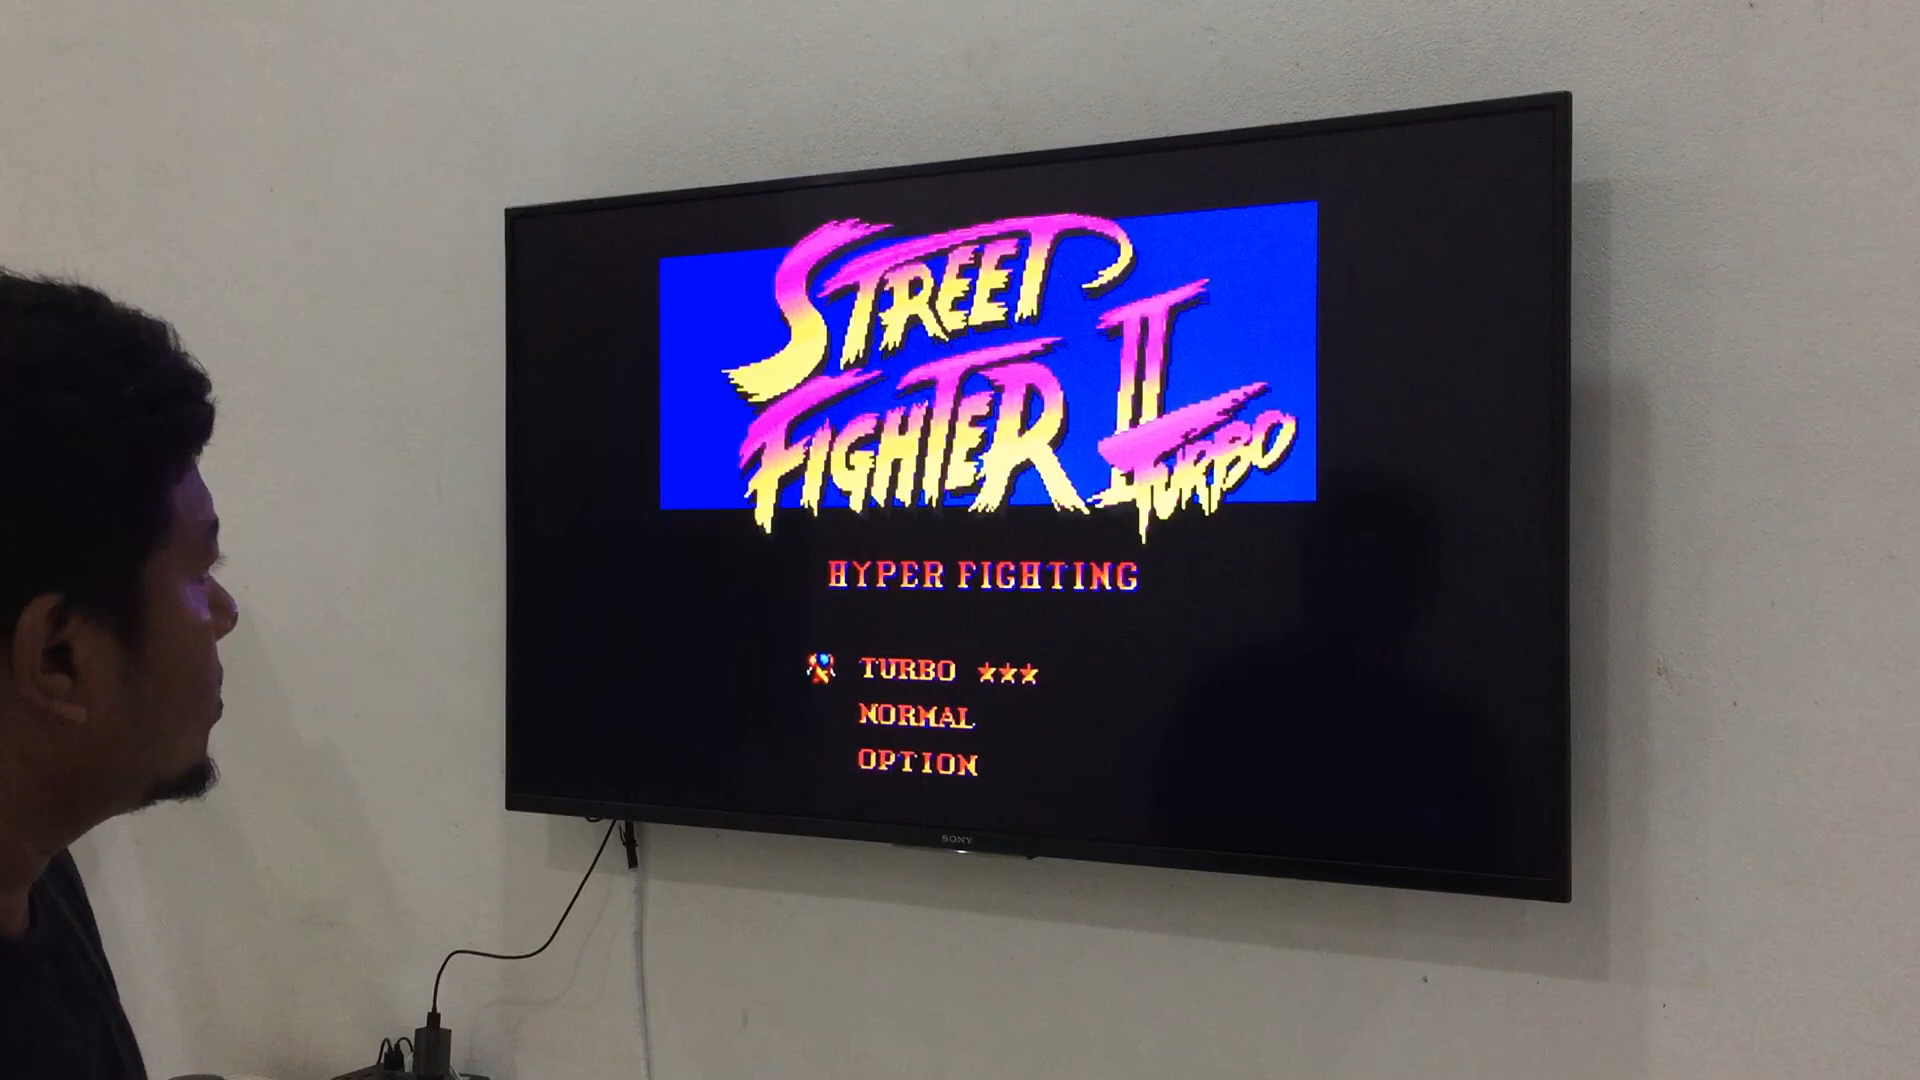 STREET
FIGHTER II
TURBO
HYPER FIGHTING
TURBO ★★★
NORMAL
OPTION
SONY